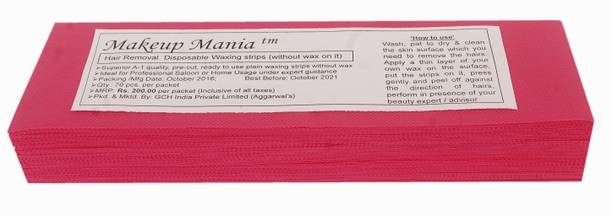 Makeup Mania tm
Hair Removal Disposable Waxing strips (without wax on it)
➢Superior A-1 quality, pre-cut, ready to use plain waxing strips without wax
➢Ideal for Professional Saloon or Home Usage under expert guidance
➢Packing /Mfg Date: October 2016; Best Before: October 2021
➢Qty.: 70 pcs. per packet
➢MRP: Rs. 200.00 per packet (Inclusive of all taxes)
➢Pkd. & Mktd. By: GCH India Private Limited (Aggarwal's)
'How to use'
Wash, pat to dry & clean
the skin surface which you
need to remove the hairs.
Apply a thin layer of your
own wax on the surface,
put the strips on it, press
gently and peel off against
the direction of hairs,
perform in presence of your
beauty expert / advisor